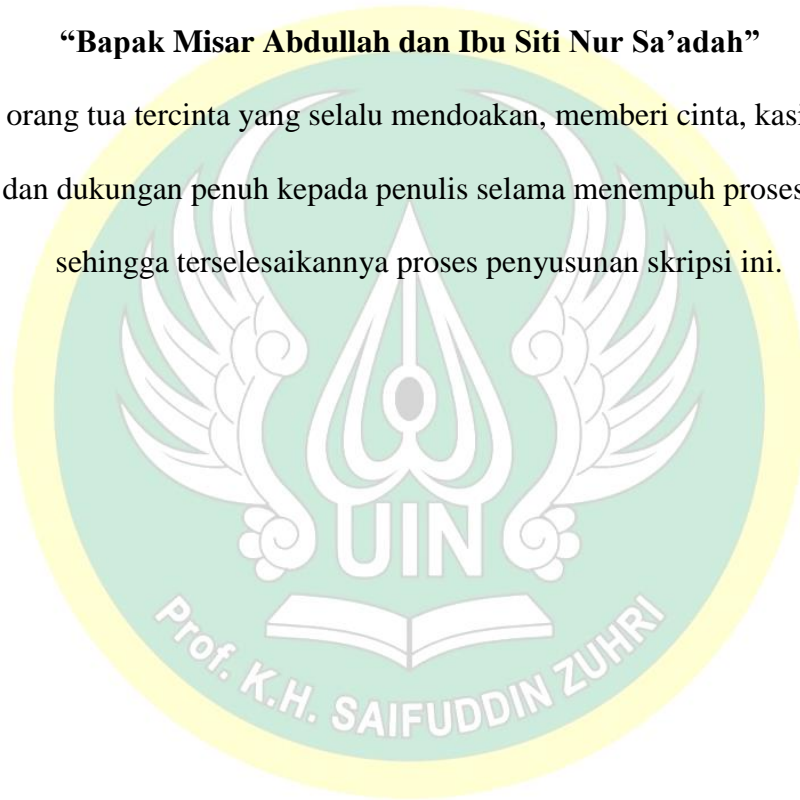 “Bapak Misar Abdullah dan Ibu Siti Nur Sa’adah”
orang tua tercinta yang selalu mendoakan, memberi cinta,
dan dukungan penuh kepada penulis selama menempuh proses
sehingga terselesaikannya proses penyusunan skripsi ini.
UIN
Prof. K.H. SAIFUDDIN ZUHRI